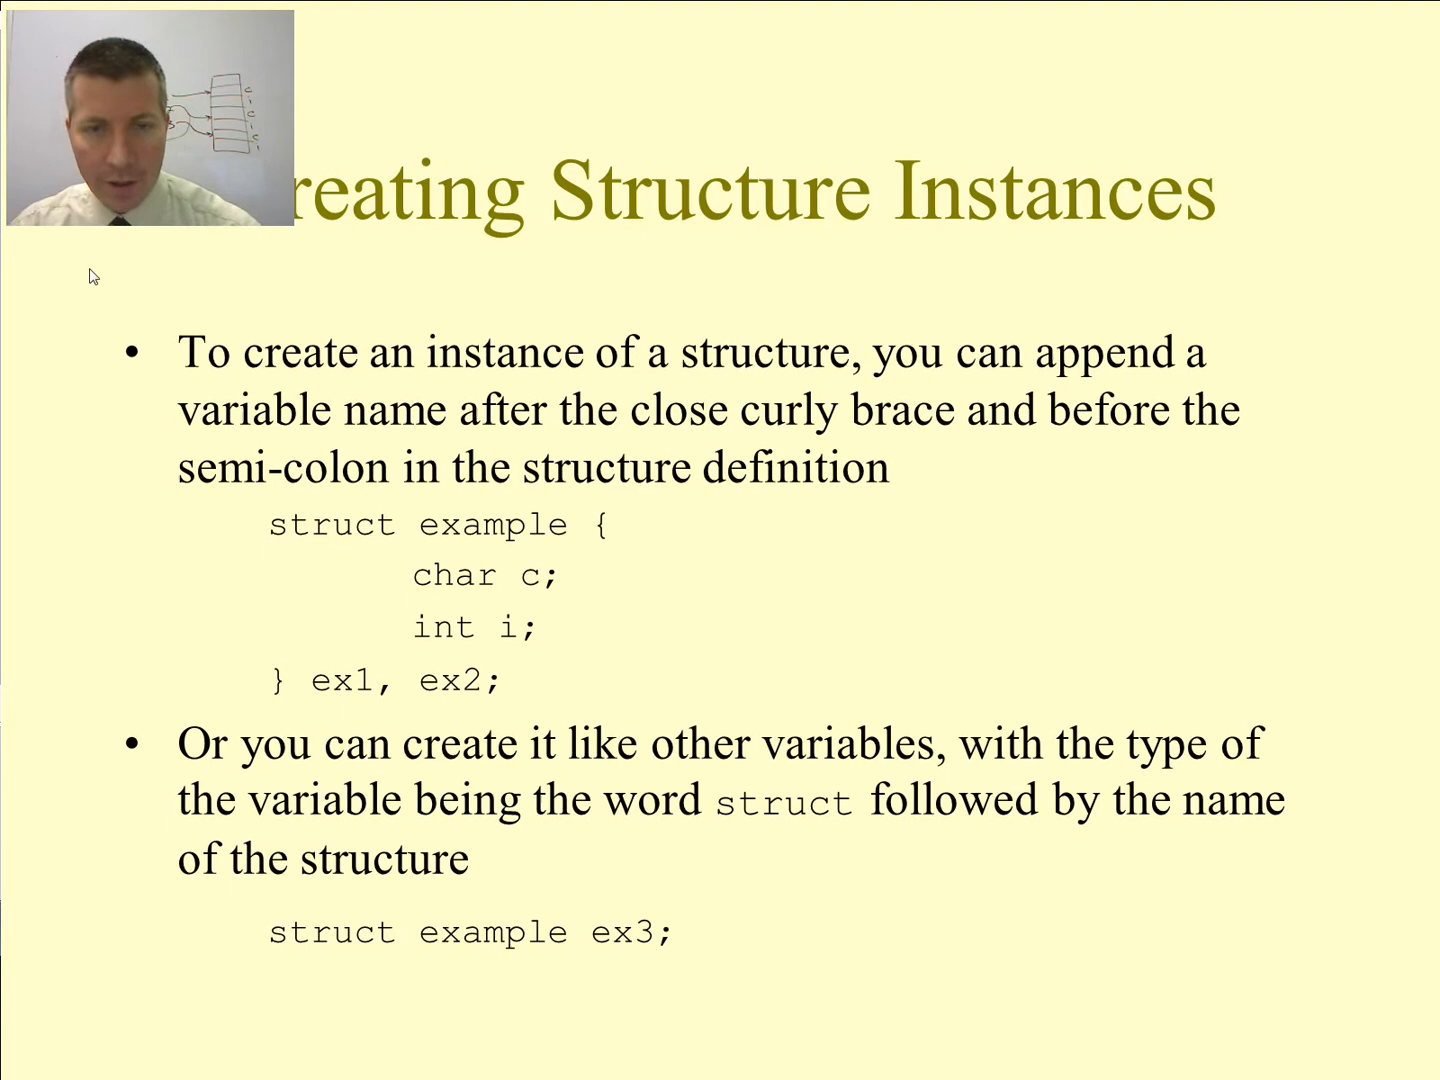 reating Structure Instances
• To create an instance of a structure, you can append a
variable name after the close curly brace and before the
semi-colon in the structure definition
struct example {
char c;
int i;
} ex1, ex2;
• Or you can create it like other variables, with the type of
the variable being the word struct followed by the name
of the structure
struct example ex3;